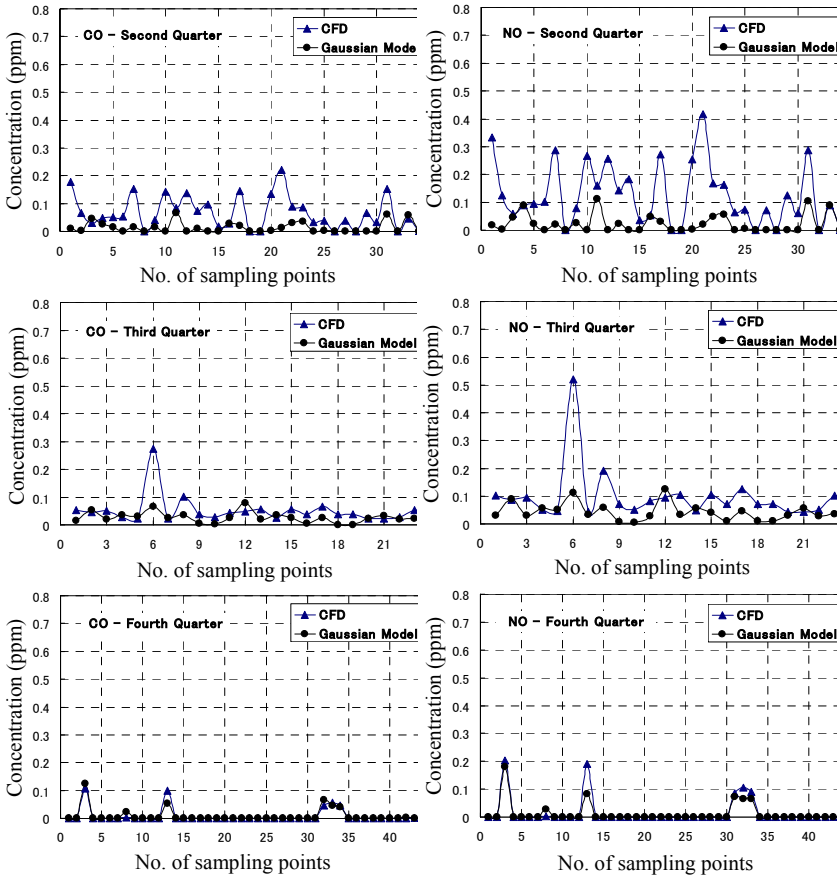 CO - Second Quarter
CFD
Gaussian Mode
Concentration (ppm)
0.8
0.7
0.6
0.5
0.4
0.3
0.2
0.1
0
0 5 10 15 20 25 30
No. of sampling points
NO - Second Quarter
CFD
Gaussian Model
Concentration (ppm)
0.8
0.7
0.6
0.5
0.4
0.3
0.2
0.1
0
0 5 10 15 20 25 30
No. of sampling points
CO - Third Quarter
CFD
Gaussian Model
Concentration (ppm)
0.8
0.7
0.6
0.5
0.4
0.3
0.2
0.1
0
0 3 6 9 12 15 18 21
No. of sampling points
NO - Third Quarter
CFD
Gaussian Model
Concentration (ppm)
0.8
0.7
0.6
0.5
0.4
0.3
0.2
0.1
0
0 3 6 9 12 15 18 21
No. of sampling points
CO - Fourth Quarter
CFD
Gaussian Model
Concentration (ppm)
0.8
0.7
0.6
0.5
0.4
0.3
0.2
0.1
0
0 5 10 15 20 25 30 35 40
No. of sampling points
NO - Fourth Quarter
CFD
Gaussian Model
Concentration (ppm)
0.8
0.7
0.6
0.5
0.4
0.3
0.2
0.1
0
0 5 10 15 20 25 30 35 40
No. of sampling points